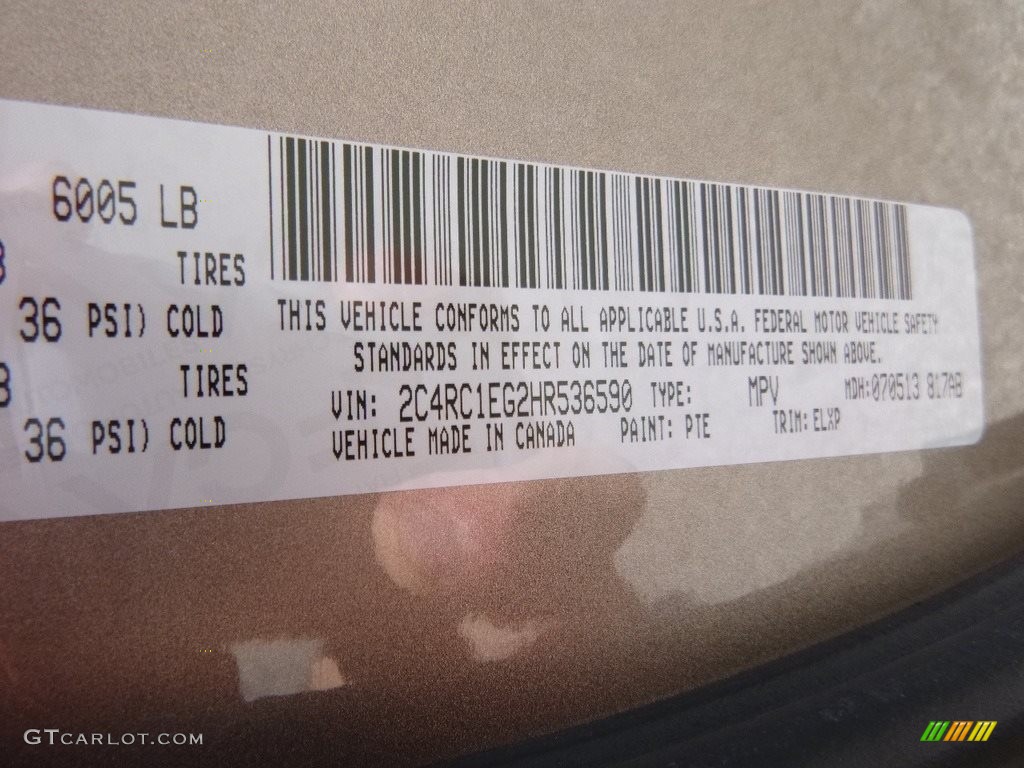 6005 LB
TIRES
36 PSI) COLD
TIRES
36 PSI) COLD
THIS VEHICLE CONFORMS TO ALL APPLICABLE U.S.A. FEDERAL MOTOR VEHICLE SAFETY
STANDARDS IN EFFECT ON THE DATE OF MANUFACTURE SHOWN ABOVE.
VIN: 2C4RC1EG2HR536590 TYPE: MPV MDH:070513 817AB
VEHICLE MADE IN CANADA PAINT: PTE TRIM: ELXP
GTCARLOT.COM